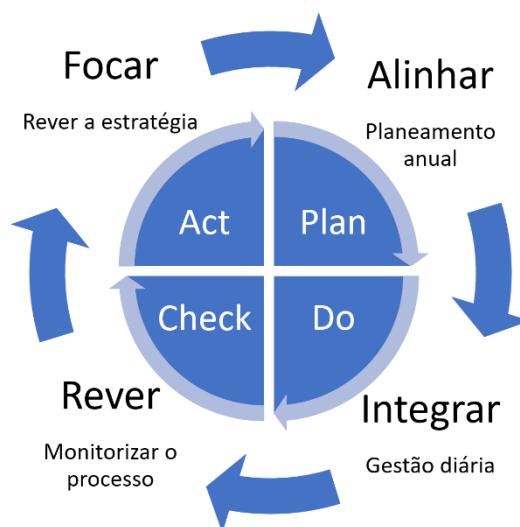 Focar
Rever a estratégia
Alinhar
Planeamento
anual
Act
Plan
Check
Do
Rever
Monitorizar o
processo
Integrar
Gestão diária